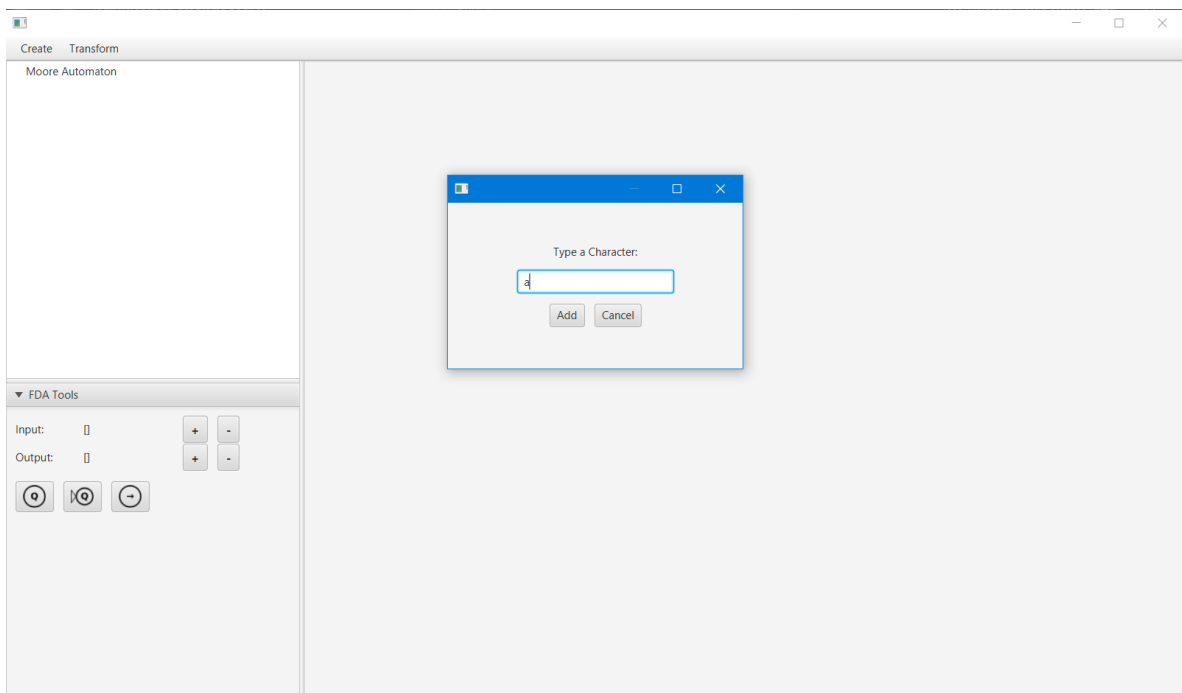 Create Transform
Moore Automaton
Type a Character:
a
Add Cancel
▼ FDA Tools
Input: [] + -
Output: [] + -
Q Q →